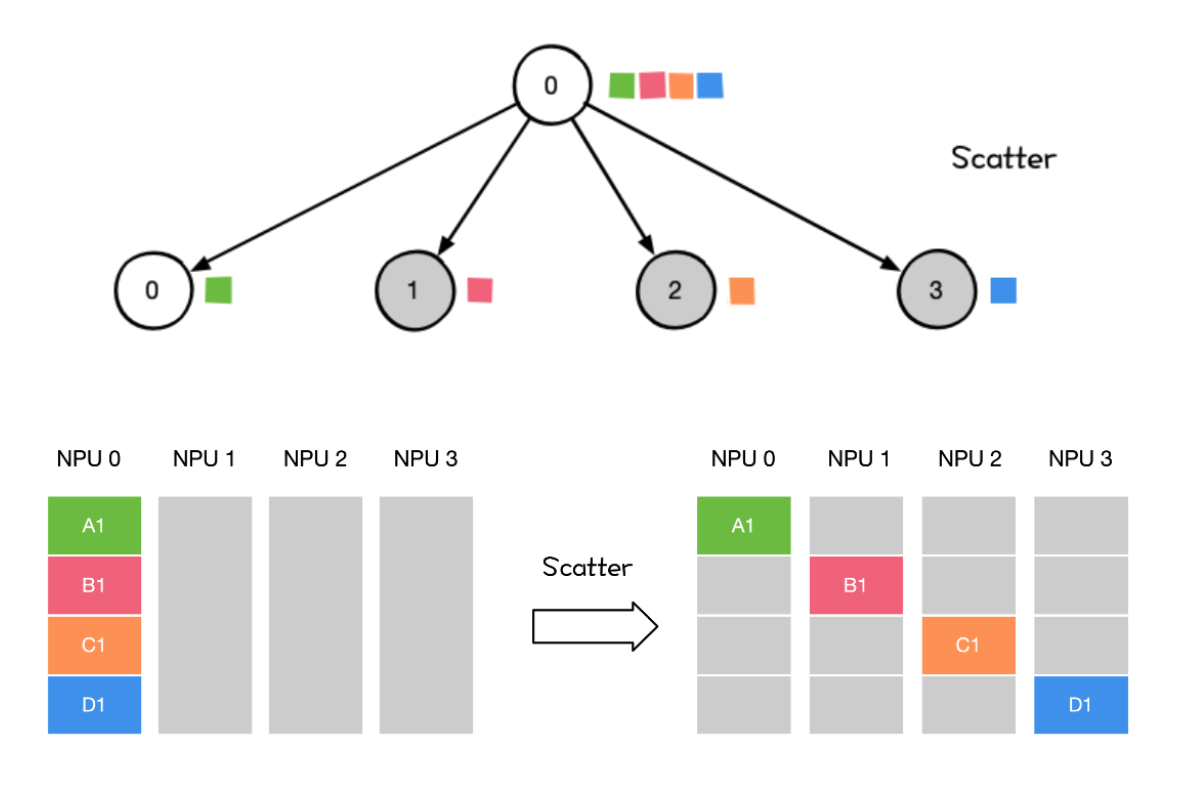 0
Scatter
0 1 2 3
NPU 0 NPU 1 NPU 2 NPU 3 NPU 0 NPU 1 NPU 2 NPU 3
A1 A1
Scatter
B1 B1
C1 C1
D1 D1